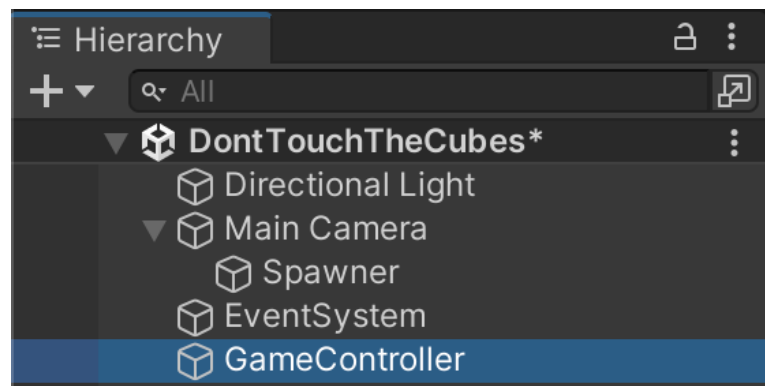 Hierarchy
All
DontTouchTheCubes*
Directional Light
Main Camera
Spawner
EventSystem
GameController